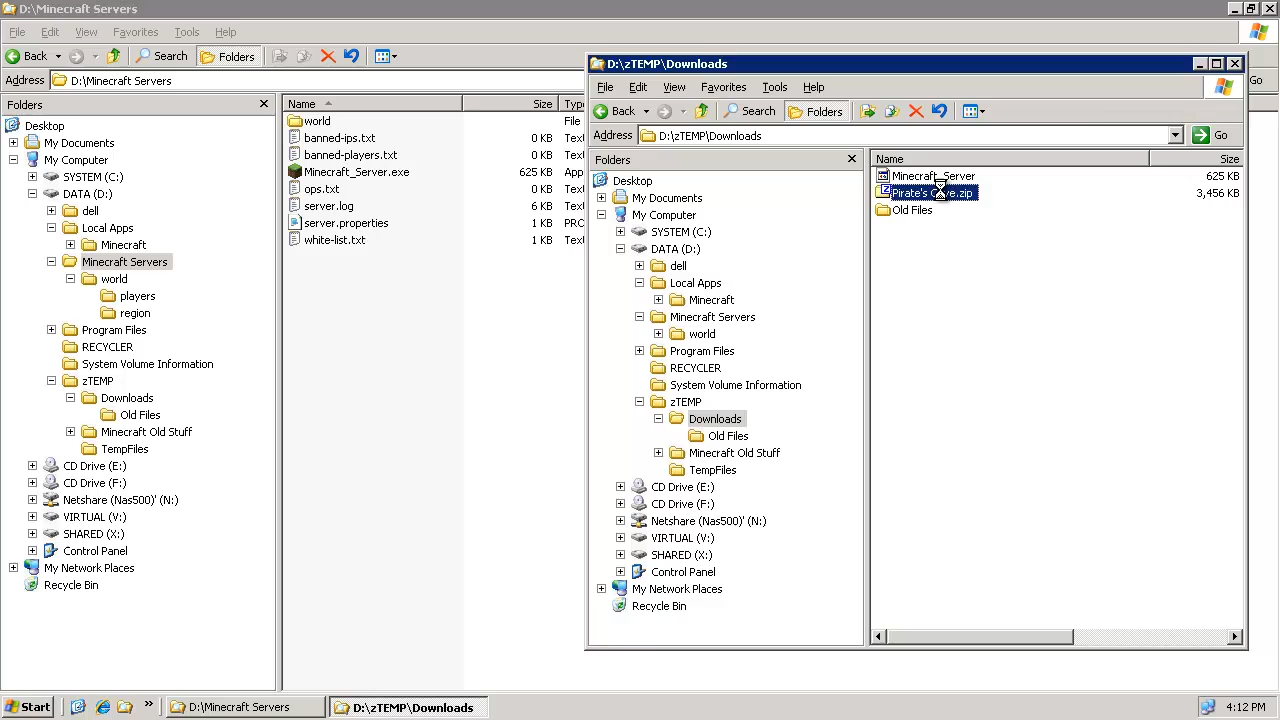 D:\Minecraft Servers
File Edit View Favorites Tools Help
Back Search Folders
Address D:\Minecraft Servers Go
Folders
Desktop
My Documents
My Computer
SYSTEM (C:)
DATA (D:)
dell
Local Apps
Minecraft
Minecraft Servers
world
players
region
Program Files
RECYCLER
System Volume Information
zTEMP
Downloads
Old Files
Minecraft Old Stuff
TempFiles
CD Drive (E:)
CD Drive (F:)
Netshare (Nas500)' (N:)
VIRTUAL (V:)
SHARED (X:)
Control Panel
My Network Places
Recycle Bin
Name Size Type
world File
banned-ips.txt 0 KB Text
banned-players.txt 0 KB Text
Minecraft_Server.exe 625 KB App
ops.txt 0 KB Text
server.log 6 KB Text
server.properties 1 KB PRO
white-list.txt 1 KB Text
D:\zTEMP\Downloads
File Edit View Favorites Tools Help
Back Search Folders
Address D:\zTEMP\Downloads Go
Folders
Desktop
My Documents
My Computer
SYSTEM (C:)
DATA (D:)
dell
Local Apps
Minecraft
Minecraft Servers
world
Program Files
RECYCLER
System Volume Information
zTEMP
Downloads
Old Files
Minecraft Old Stuff
TempFiles
CD Drive (E:)
CD Drive (F:)
Netshare (Nas500)' (N:)
VIRTUAL (V:)
SHARED (X:)
Control Panel
My Network Places
Recycle Bin
Name Size
Minecraft_Server 625 KB
Pirate's .zip 3,456 KB
Old Files
Start D:\Minecraft Servers D:\zTEMP\Downloads 4:12 PM